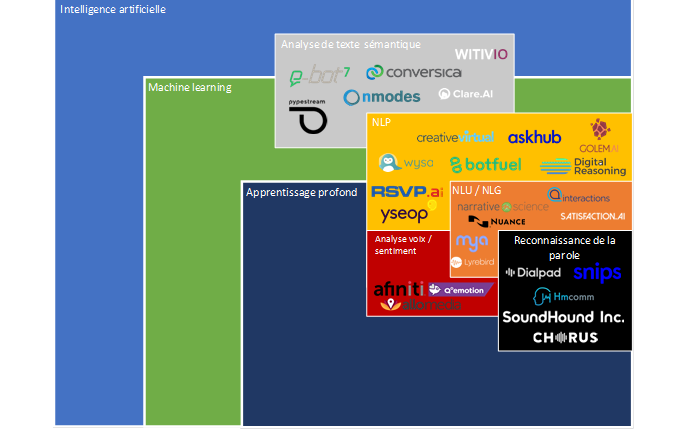 Intelligence artificielle
Analyse de texte sémantique
WITIVIO
e-bot7
conversica
pypestream
nmodes
Clare.AI
Machine learning
NLP
creativevirtual
askhub
GOLEM.AI
wysa
botfuel
Digital
Reasoning
Apprentissage profond
RSVP.ai
yseop
NLU / NLG
interactions
narrative science
NUANCE
SATISFACTION.AI
mya
Lyrebird
Analyse voix /
sentiment
afiniti
Q°emotion
allomedia
Reconnaissance de la
parole
Dialpad
snips
Hmcomm
SoundHound Inc.
CHORUS